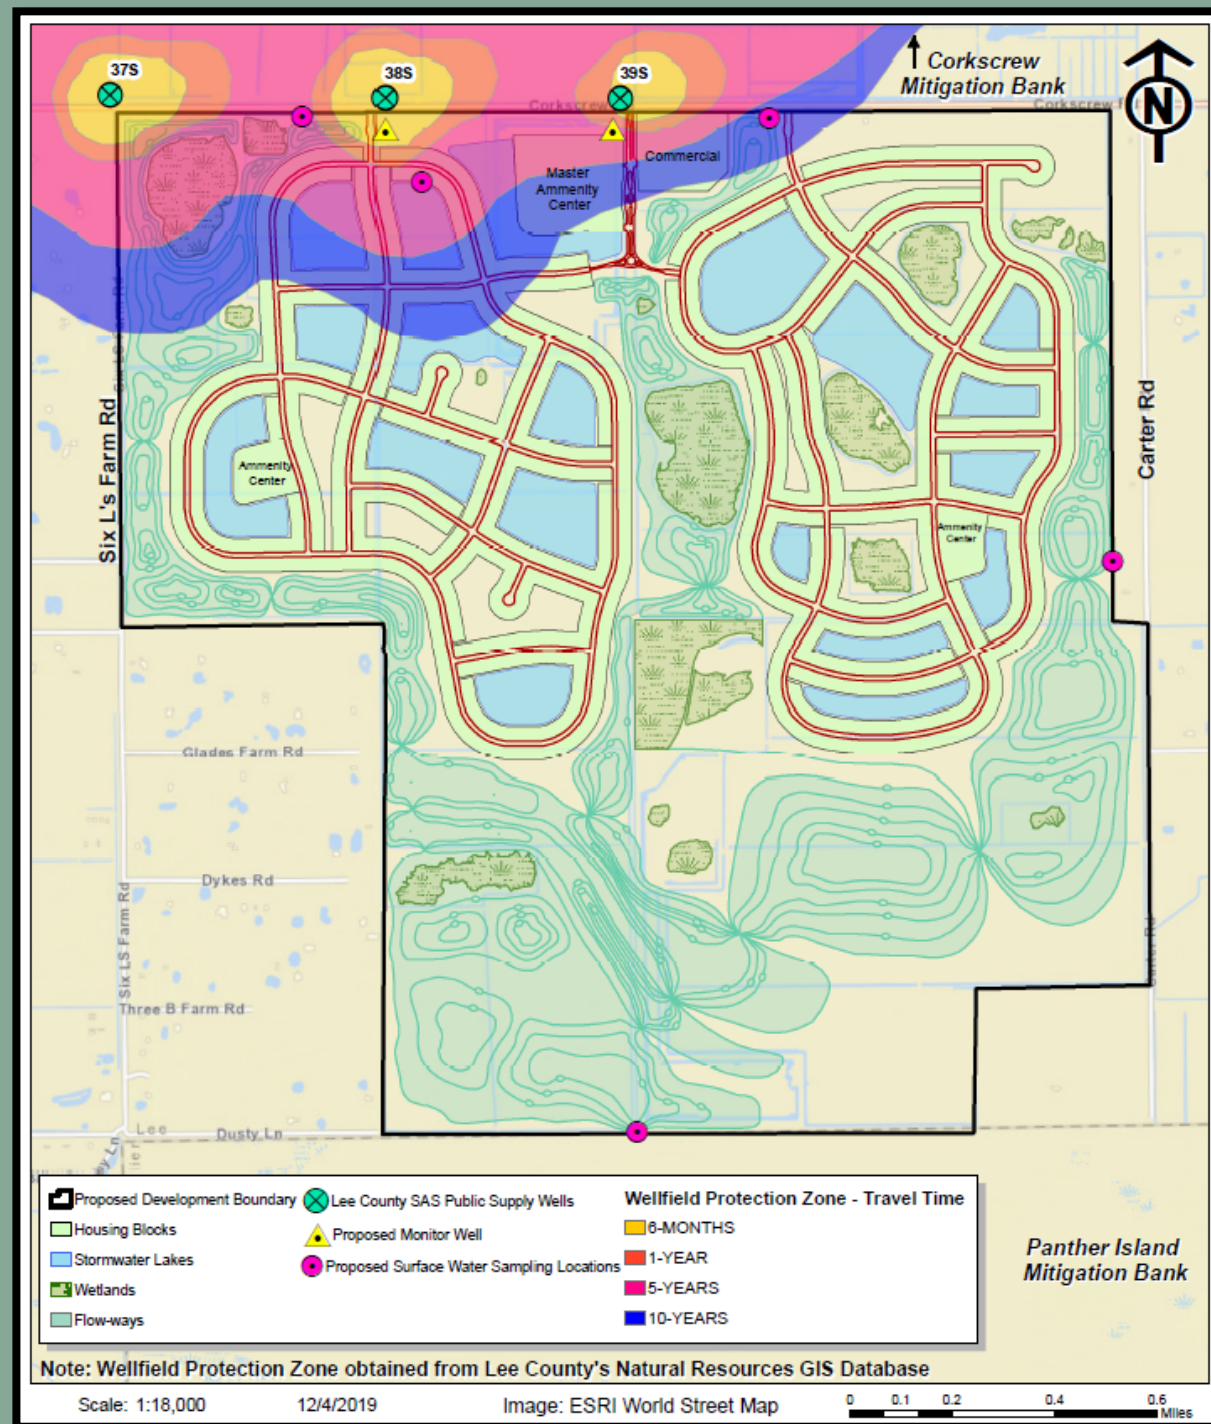 37S
38S
39S
Corkscrew
Mitigation Bank
N
Corkscrew
Corkscrew Rd
Commercial
Master
Ammenity
Center
Six L's Farm Rd
Carter Rd
Ammenity
Center
Ammenity
Center
Glades Farm Rd
Dykes Rd
Six LS Farm Rd
Three B Farm Rd
Dusty Ln
Lee
Proposed Development Boundary
Housing Blocks
Stormwater Lakes
Wetlands
Flow-ways
Lee County SAS Public Supply Wells
Proposed Monitor Well
Proposed Surface Water Sampling Locations
Wellfield Protection Zone - Travel Time
6-MONTHS
1-YEAR
5-YEARS
10-YEARS
Panther Island
Mitigation Bank
Note: Wellfield Protection Zone obtained from Lee County's Natural Resources GIS Database
Scale: 1:18,000
12/4/2019
Image: ESRI World Street Map
0 0.1 0.2 0.4 0.6
Miles